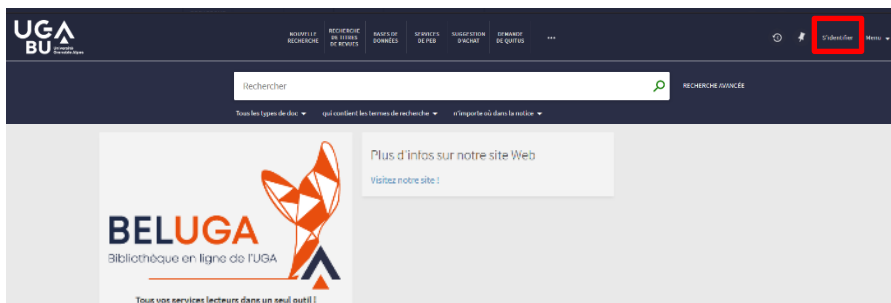 UGA
BU Université
Grenoble Alpes
NOUVELLE
RECHERCHE
RECHERCHE
DE TITRES
DE REVUES
BASES DE
DONNÉES
SERVICES
DE PEB
SUGGESTION
D'ACHAT
DEMANDE
DE QUITUS
...
S'identifier
Menu
Rechercher
RECHERCHE AVANCÉE
Tous les types de doc
qui contient les termes de recherche
n'importe où dans la notice
Plus d'infos sur notre site Web
Visitez notre site !
BELUGA
Bibliothèque en ligne de l'UGA
Tous vos services lecteurs dans un seul outil !